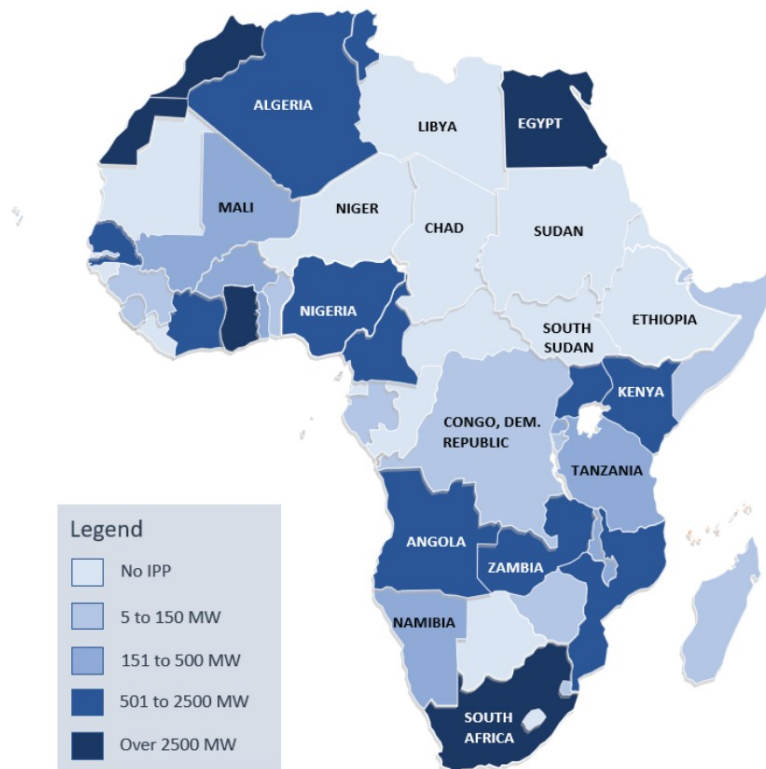 ALGERIA
LIBYA
EGYPT
MALI
NIGER
CHAD
SUDAN
NIGERIA
SOUTH
SUDAN
ETHIOPIA
KENYA
CONGO, DEM.
REPUBLIC
TANZANIA
ANGOLA
ZAMBIA
NAMIBIA
SOUTH
AFRICA
Legend
No IPP
5 to 150 MW
151 to 500 MW
501 to 2500 MW
Over 2500 MW